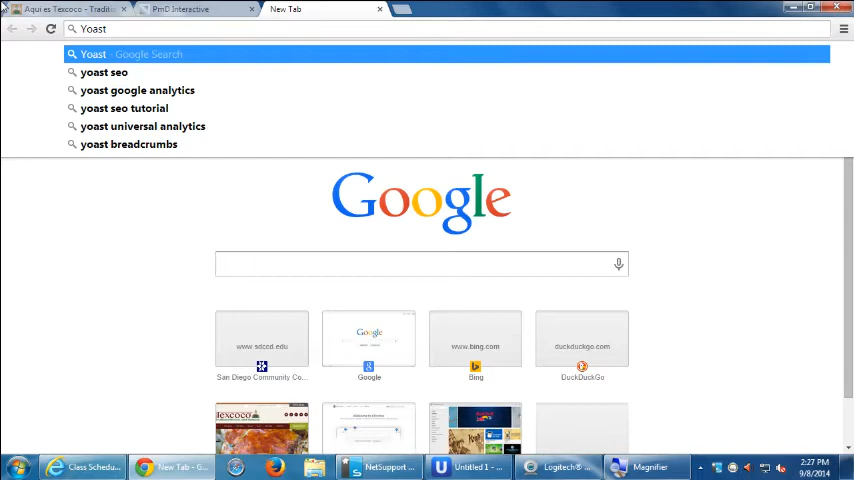 Aqui es Texcoco - Traditi
PmD Interactive
New Tab
Yoast
Yoast - Google Search
yoast seo
yoast google analytics
yoast seo tutorial
yoast universal analytics
yoast breadcrumbs
Google
www.sdccd.edu
Google
www.bing.com
duckduckgo.com
San Diego Community Co...
Google
Bing
DuckDuckGo
Texcoco
Class Schedu...
New Tab - G...
NetSupport ...
Untitled 1 - ...
Logitech® ...
Magnifier
2:27 PM
9/8/2014